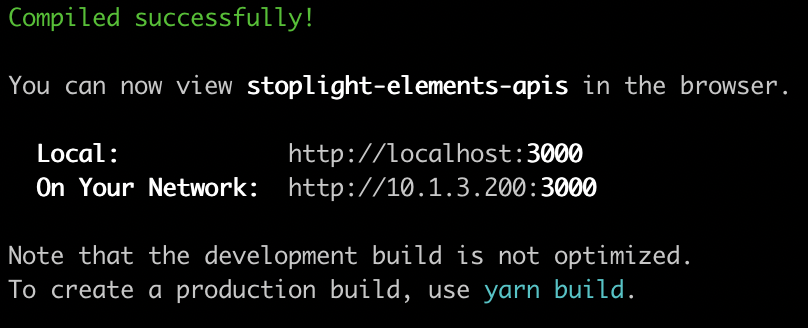 Compiled successfully!
You can now view stoplight-elements-apis in the browser.
Local: http://localhost:3000
On Your Network: http://10.1.3.200:3000
Note that the development build is not optimized.
To create a production build, use yarn build.